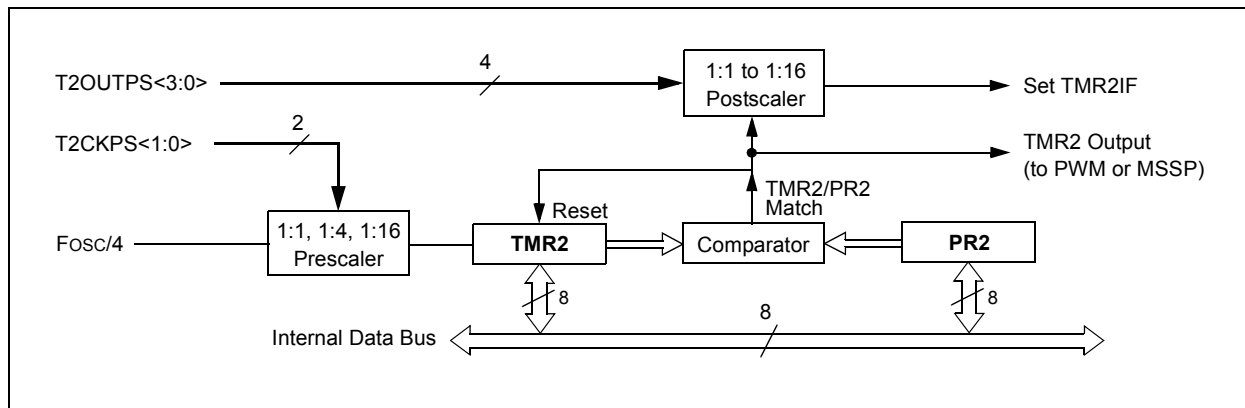 T2OUTPS<3:0>
4
1:1 to 1:16
Postscaler
Set TMR2IF
T2CKPS<1:0>
2
TMR2 Output
(to PWM or MSSP)
TMR2/PR2
Match
Reset
FOSC/4
1:1, 1:4, 1:16
Prescaler
TMR2
Comparator
PR2
8
8
8
Internal Data Bus